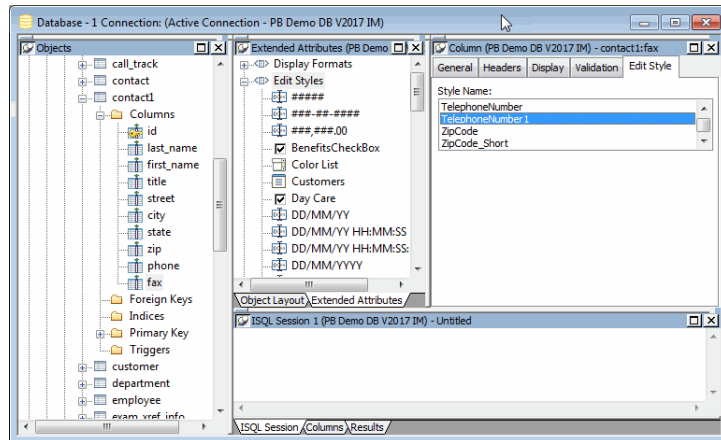 Database - 1 Connection: (Active Connection - PB Demo DB V2017 IM)
Objects
call_track
contact
contact1
Columns
id
last_name
first_name
title
street
city
state
zip
phone
fax
Foreign Keys
Indices
Primary Key
Triggers
customer
department
employee
exam_xref_info
Extended Attributes (PB Demo
Display Formats
Edit Styles
#####
###-##-####
###,###.00
BenefitsCheckBox
Color List
Customers
Day Care
DD/MM/YY
DD/MM/YY HH:MM:SS
DD/MM/YY HH:MM:SS:
DD/MM/YYYY
Object Layout Extended Attributes
Column (PB Demo DB V2017 IM) - contact1:fax
General Headers Display Validation Edit Style
Style Name:
TelephoneNumber
TelephoneNumber1
ZipCode
ZipCode_Short
ISQL Session 1 (PB Demo DB V2017 IM) - Untitled
ISQL Session Columns Results